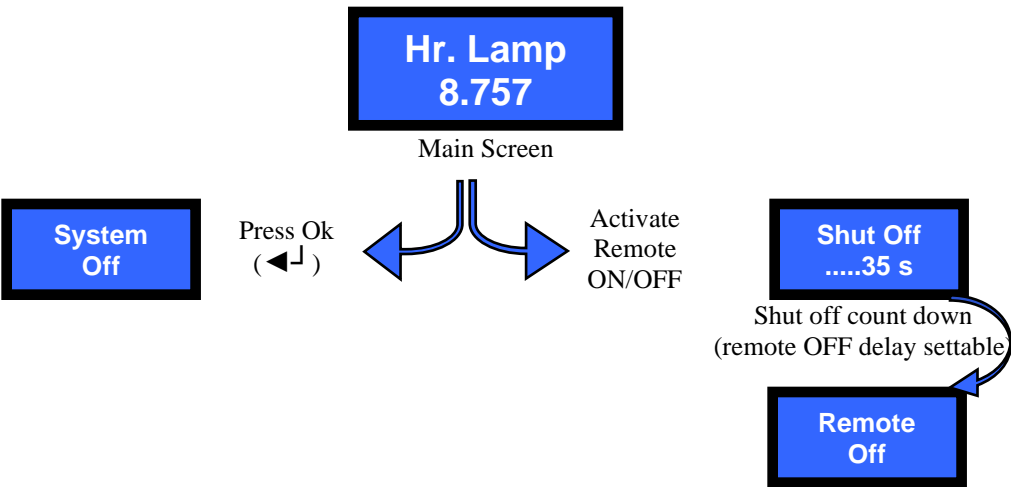 Hr. Lamp
8.757
Main Screen
System
Off
Press Ok
(◄┘)
Activate
Remote
ON/OFF
Shut Off
.....35 s
Shut off count down
(remote OFF delay settable)
Remote
Off